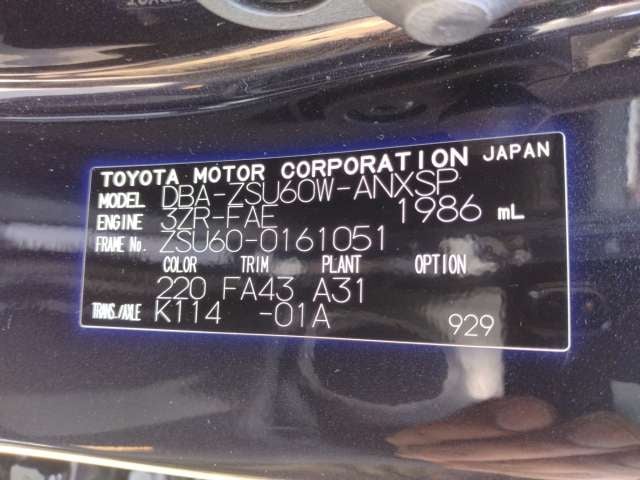 TOYOTA MOTOR CORPORATION JAPAN
MODEL DBA-ZSU60W-ANXSP
ENGINE 3ZR-FAE 1986 mL
FRAME No. ZSU60-0161051
COLOR TRIM PLANT OPTION
220 FA43 A31
TRANS./AXLE K114 -01A
929